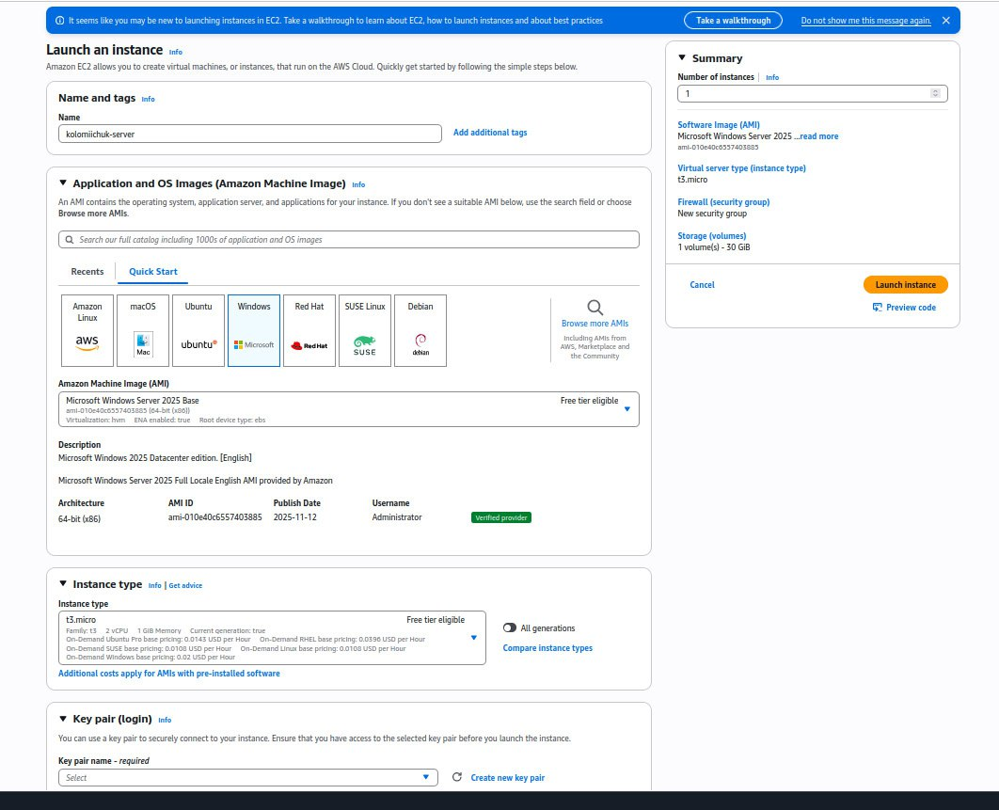 It seems like you may be new to launching instances in EC2. Take a walkthrough to learn about EC2, how to launch instances and about best practices
Take a walkthrough
Do not show me this message again.
Launch an instance Info
Amazon EC2 allows you to create virtual machines, or instances, that run on the AWS Cloud. Quickly get started by following the simple steps below.
Name and tags Info
Name
kolomiichuk-server
Add additional tags
Application and OS Images (Amazon Machine Image) Info
An AMI contains the operating system, application server, and applications for your instance. If you don't see a suitable AMI below, use the search field or choose
Browse more AMIs.
Search our full catalog including 1000s of application and OS images
Recents
Quick Start
Amazon
Linux
aws
macOS
Mac
Ubuntu
ubuntu®
Windows
Microsoft
Red Hat
Red Hat
SUSE Linux
SUSE
Debian
debian
Browse more AMIs
Including AMIs from
AWS, Marketplace and
the Community
Amazon Machine Image (AMI)
Microsoft Windows Server 2025 Base
Free tier eligible
ami-010e40c6557403885 (64-bit (x86))
Virtualization: hvm ENA enabled: true Root device type: ebs
Description
Microsoft Windows 2025 Datacenter edition. [English]
Microsoft Windows Server 2025 Full Locale English AMI provided by Amazon
Architecture AMI ID Publish Date Username
64-bit (x86) ami-010e40c6557403885 2025-11-12 Administrator Verified provider
Instance type Info | Get advice
Instance type
t3.micro
Free tier eligible
Family: t3 2 vCPU 1 GiB Memory Current generation: true
On-Demand Ubuntu Pro base pricing: 0.0143 USD per Hour On-Demand RHEL base pricing: 0.0396 USD per Hour
On-Demand SUSE base pricing: 0.0108 USD per Hour On-Demand Linux base pricing: 0.0108 USD per Hour
On-Demand Windows base pricing: 0.02 USD per Hour
All generations
Compare instance types
Additional costs apply for AMIs with pre-installed software
Key pair (login) Info
You can use a key pair to securely connect to your instance. Ensure that you have access to the selected key pair before you launch the instance.
Key pair name - required
Select
Create new key pair
Summary
Number of instances | Info
1
Software Image (AMI)
Microsoft Windows Server 2025 ...read more
ami-010e40c6557403885
Virtual server type (instance type)
t3.micro
Firewall (security group)
New security group
Storage (volumes)
1 volume(s) - 30 GiB
Cancel
Launch instance
Preview code